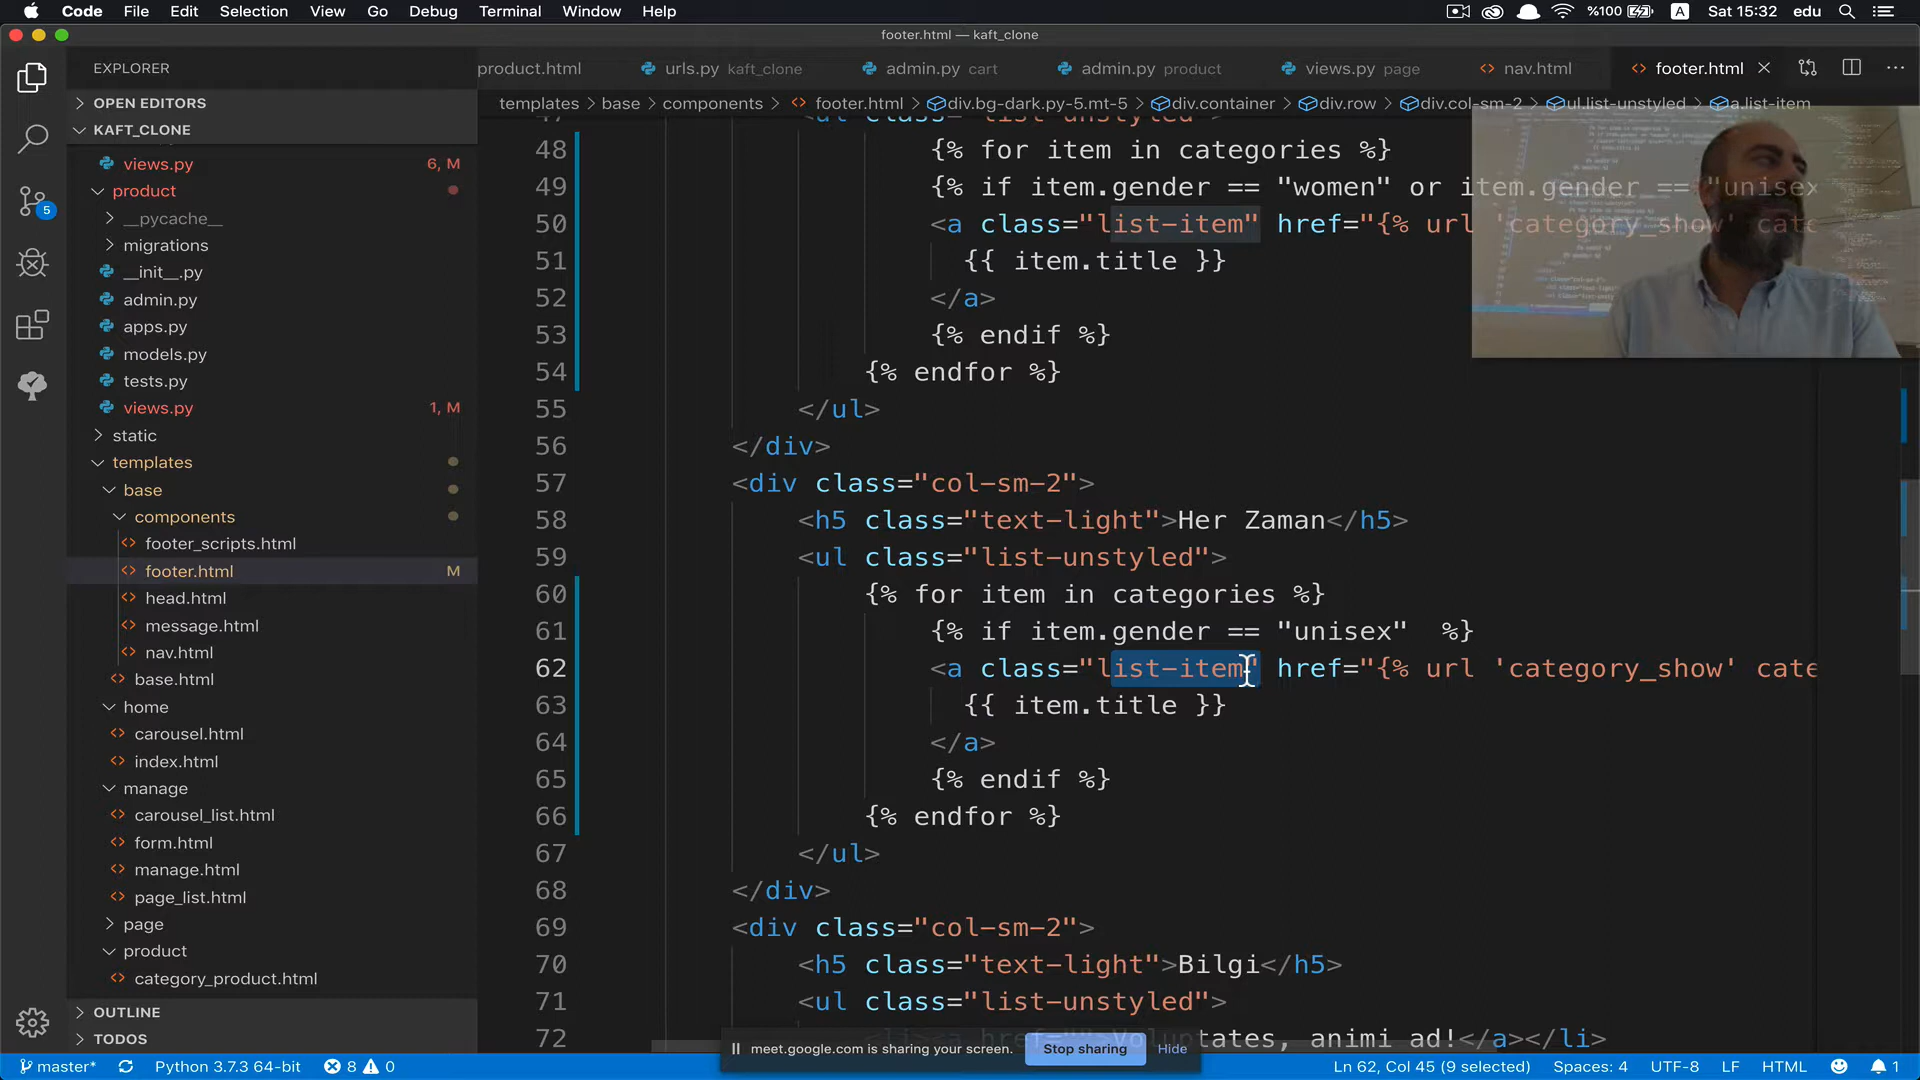 Code File Edit Selection View Go Debug Terminal Window Help
%100 A Sat 15:32 edu
footer.html — kaft_clone
EXPLORER
product.html urls.py kaft_clone admin.py cart admin.py product views.py page nav.html footer.html
OPEN EDITORS
templates > base > components > footer.html > div.bg-dark.py-5.mt-5 > div.container > div.row > div.col-sm-2 > ul.list-unstyled > a.list-item
KAFT_CLONE
views.py 6, M
product
__pycache__
migrations
__init__.py
admin.py
apps.py
models.py
tests.py
views.py 1, M
static
templates
base
components
footer_scripts.html
footer.html M
head.html
message.html
nav.html
base.html
home
carousel.html
index.html
manage
carousel_list.html
form.html
manage.html
page_list.html
page
product
category_product.html
OUTLINE
TODOS
47 <ul class="list-unstyled">
48 {% for item in categories %}
49 {% if item.gender == "women" or item.gender == "unisex
50 <a class="list-item" href="{% url 'category_show' cate
51 {{ item.title }}
52 </a>
53 {% endif %}
54 {% endfor %}
55 </ul>
56 </div>
57 <div class="col-sm-2">
58 <h5 class="text-light">Her Zaman</h5>
59 <ul class="list-unstyled">
60 {% for item in categories %}
61 {% if item.gender == "unisex"  %}
62 <a class="list-item" href="{% url 'category_show' cate
63 {{ item.title }}
64 </a>
65 {% endif %}
66 {% endfor %}
67 </ul>
68 </div>
69 <div class="col-sm-2">
70 <h5 class="text-light">Bilgi</h5>
71 <ul class="list-unstyled">
72 <li><a href="">Voluptates, animi ad!</a></li>
meet.google.com is sharing your screen. Stop sharing Hide
master* Python 3.7.3 64-bit 8 0 Ln 62, Col 45 (9 selected) Spaces: 4 UTF-8 LF HTML 1
5